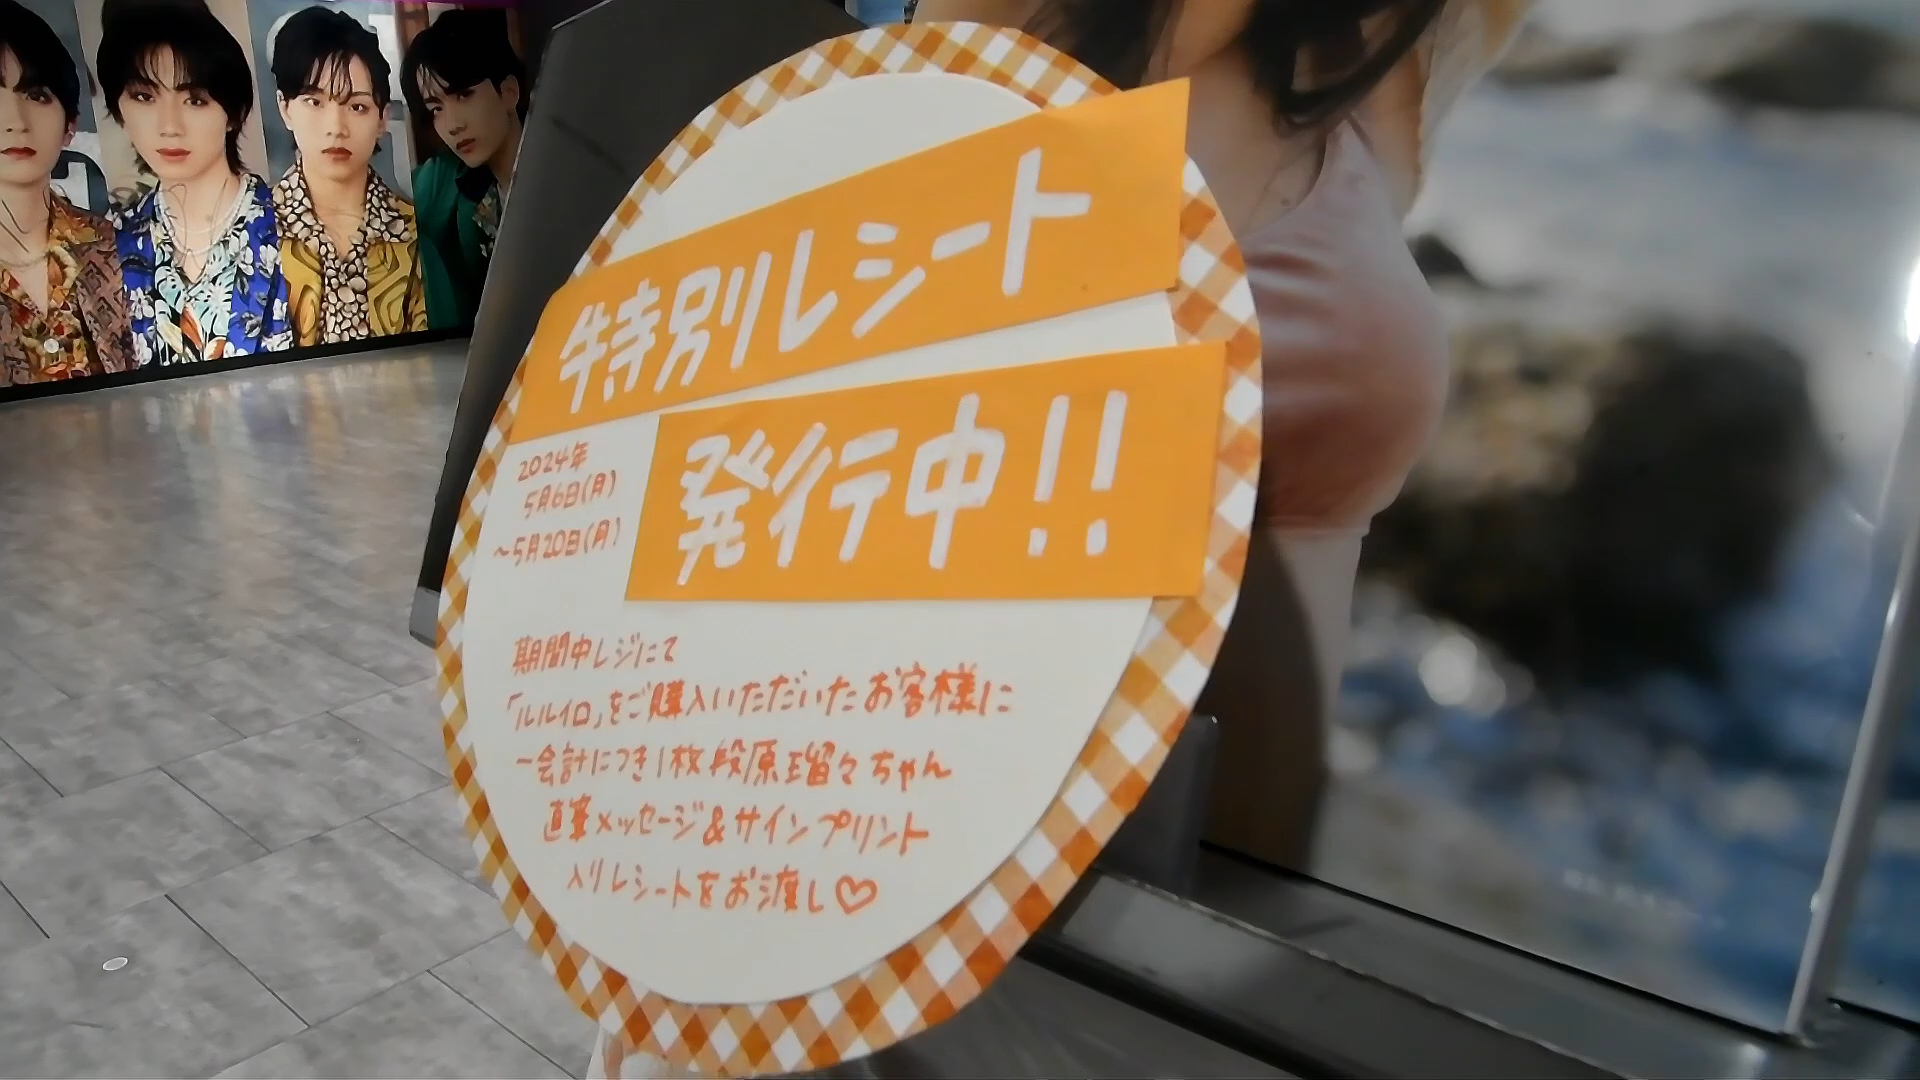 特別レシート
発行中!!
2024年
5月6日(月)
～5月20日(月)
期間中レジにて
「ルルイロ」をご購入いただいたお客様に
一会計につき1枚段原瑠々ちゃん
直筆メッセージ&サインプリント
入りレシートをお渡し♡